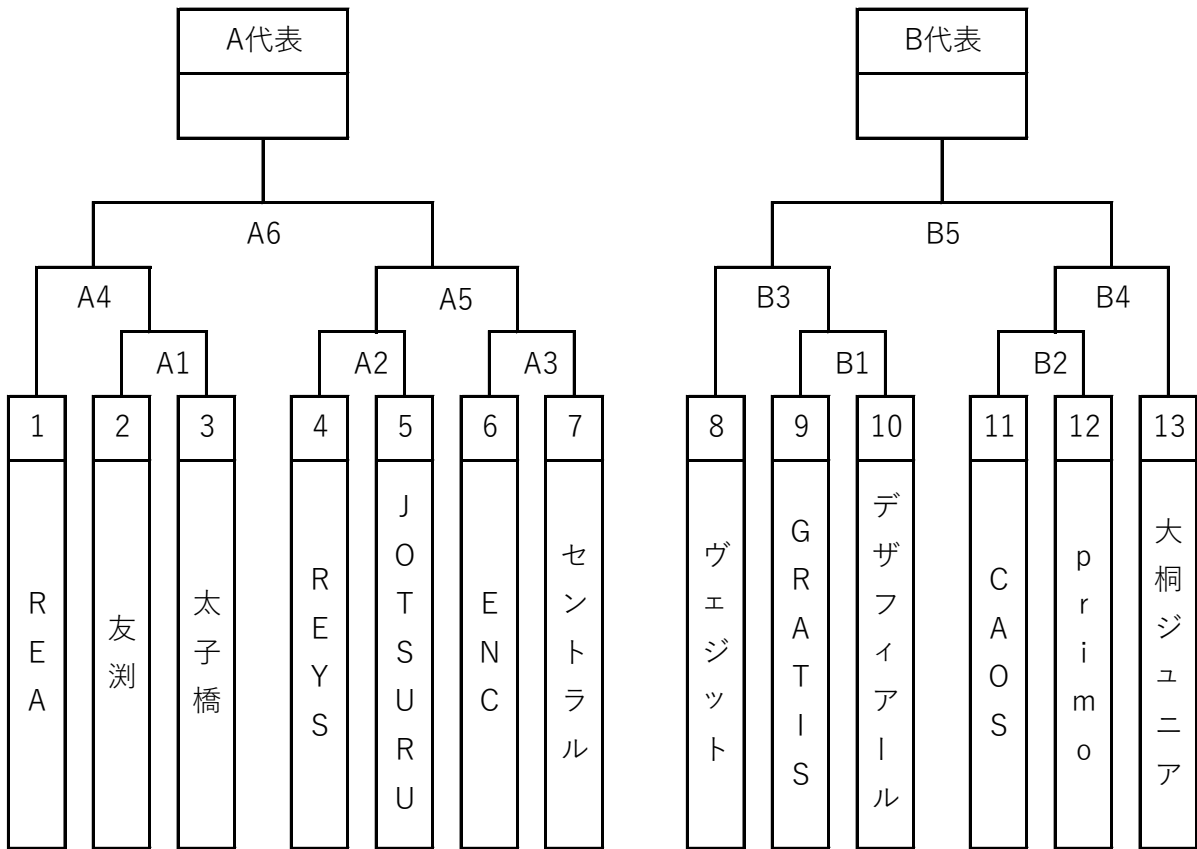 A代表
B代表
A6
B5
A4
A5
B3
B4
A1
A2
A3
B1
B2
1
2
3
4
5
6
7
8
9
10
11
12
13
REA
友渕
太子橋
REYS
JOTSURU
ENC
セントラル
ヴェジット
GRATIS
デザフィアール
CAOS
primo
大桐ジュニア